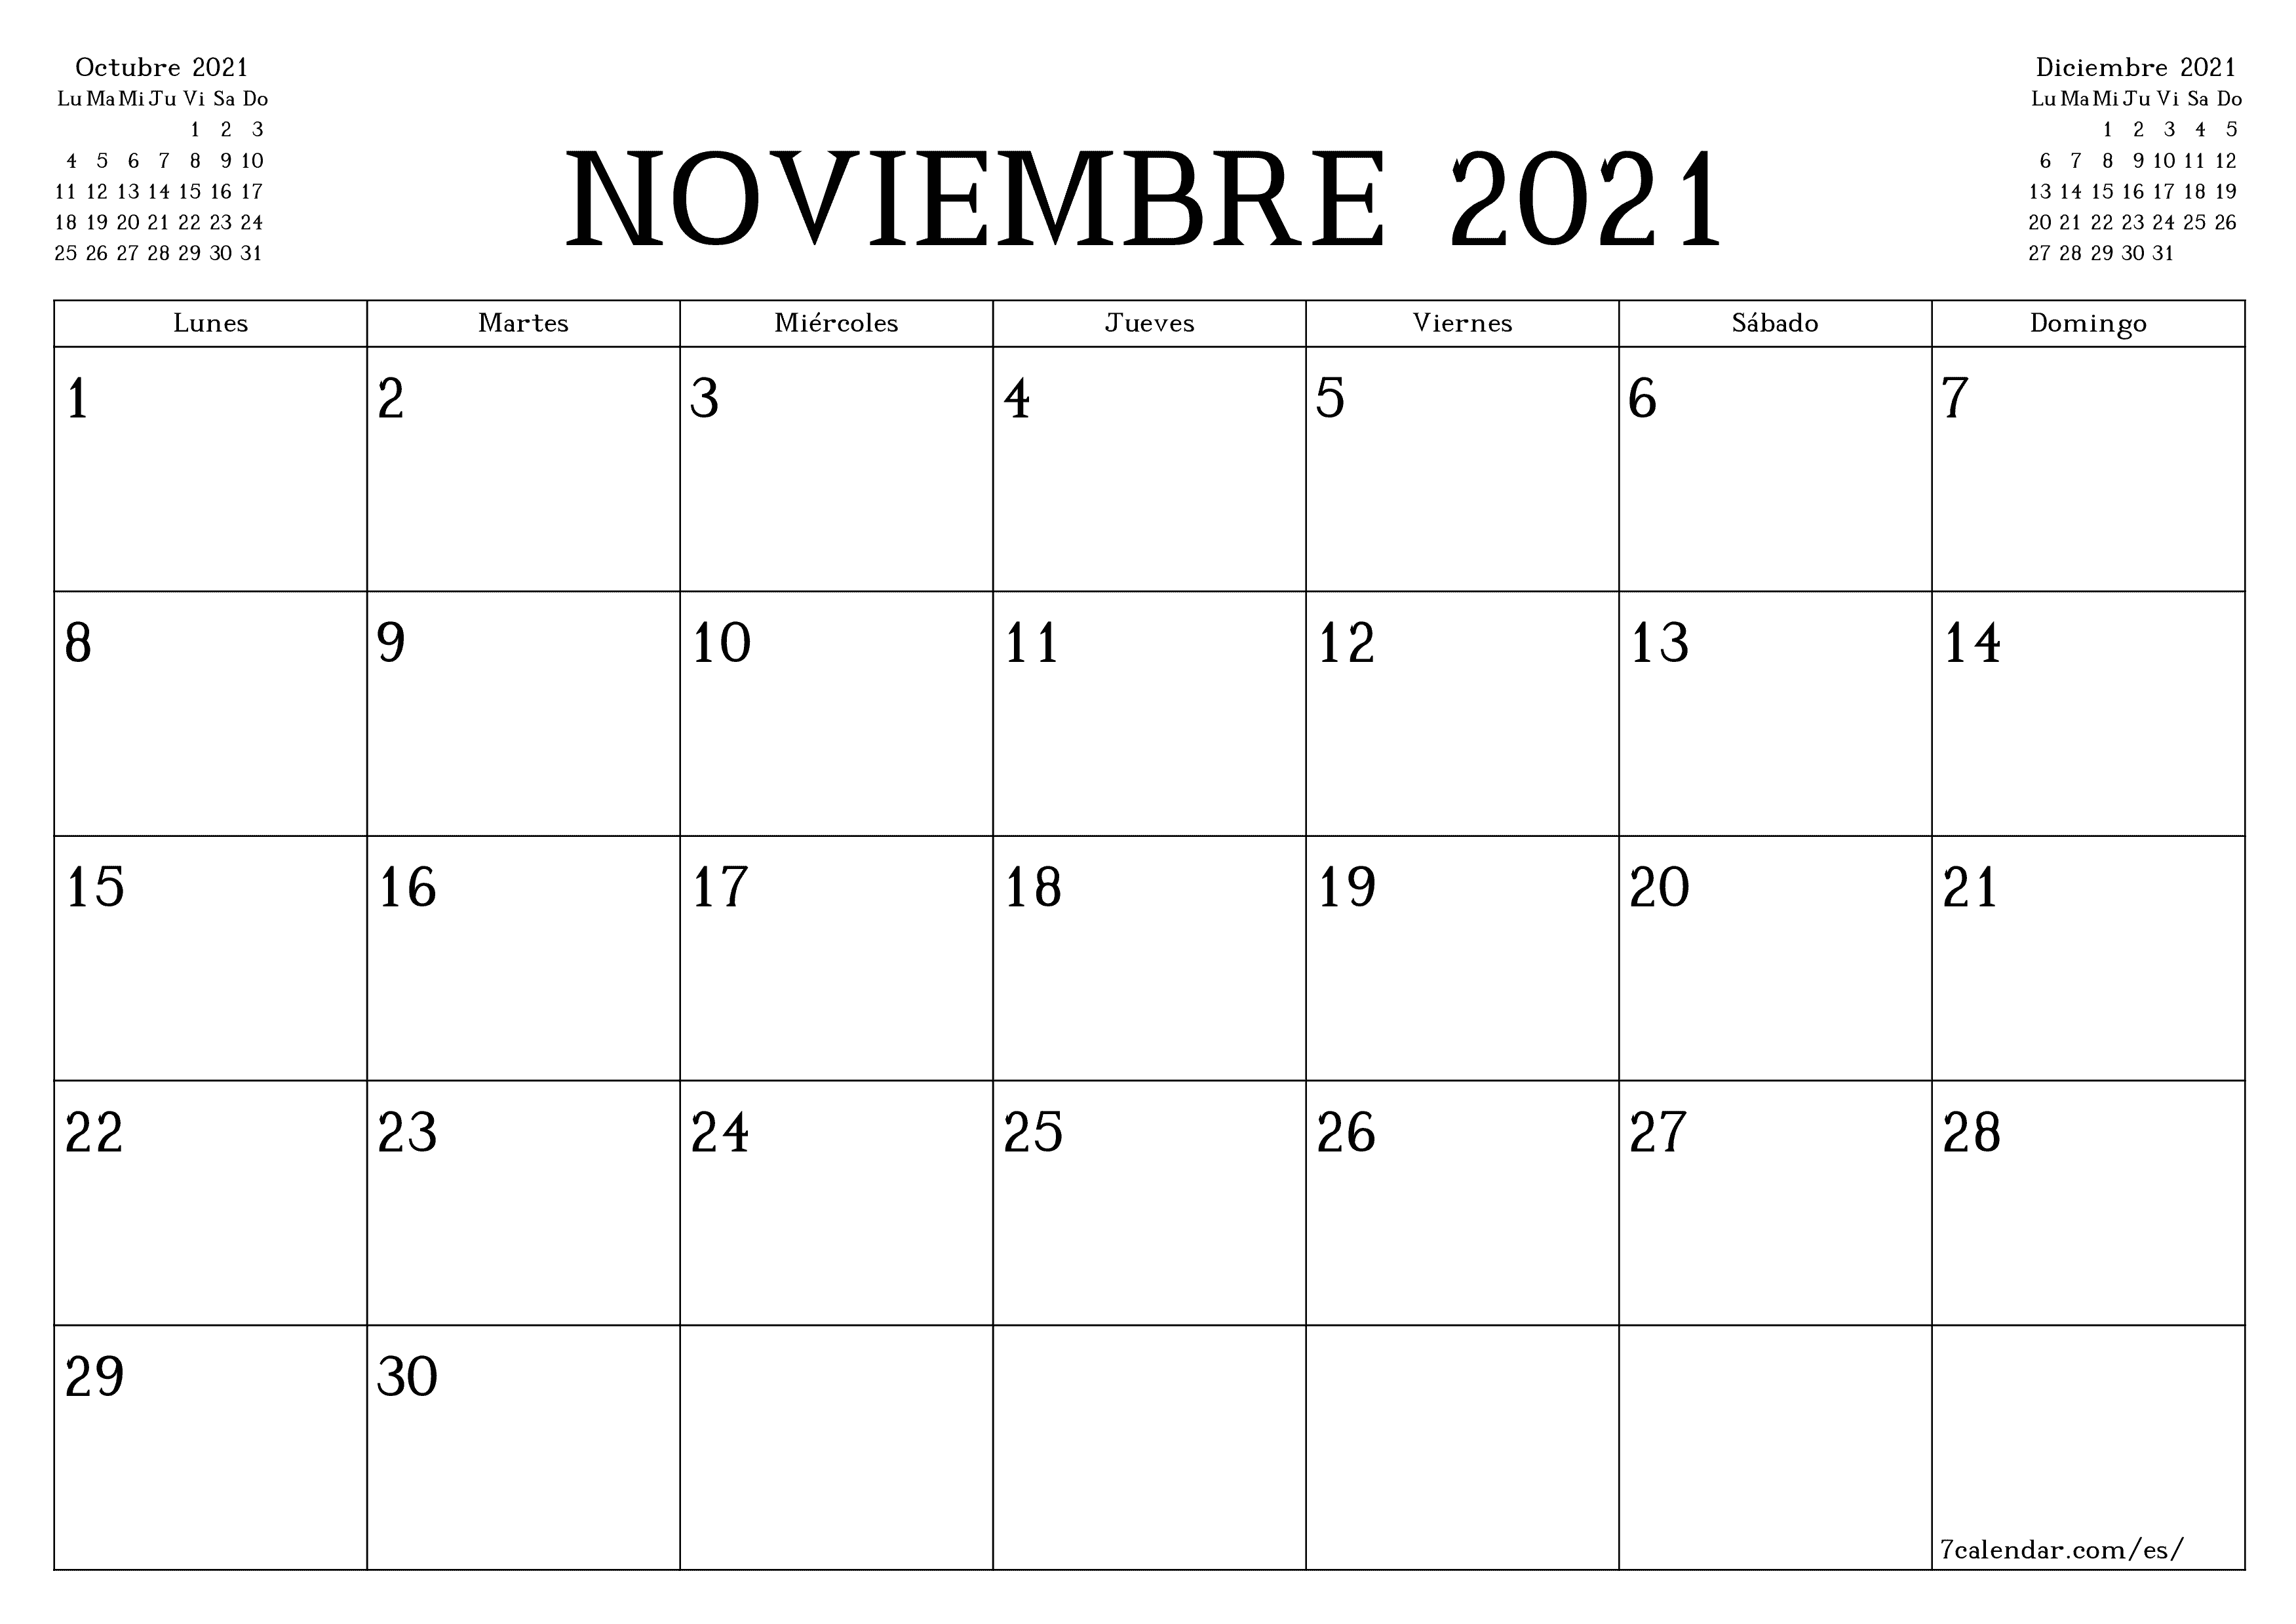 Octubre 2021
Lu Ma Mi Ju Vi Sa Do
1 2 3
4 5 6 7 8 9 10
11 12 13 14 15 16 17
18 19 20 21 22 23 24
25 26 27 28 29 30 31
NOVIEMBRE 2021
Diciembre 2021
Lu Ma Mi Ju Vi Sa Do
1 2 3 4 5
6 7 8 9 10 11 12
13 14 15 16 17 18 19
20 21 22 23 24 25 26
27 28 29 30 31
Lunes Martes Miércoles Jueves Viernes Sábado Domingo
1 2 3 4 5 6 7
8 9 10 11 12 13 14
15 16 17 18 19 20 21
22 23 24 25 26 27 28
29 30
7calendar.com/es/